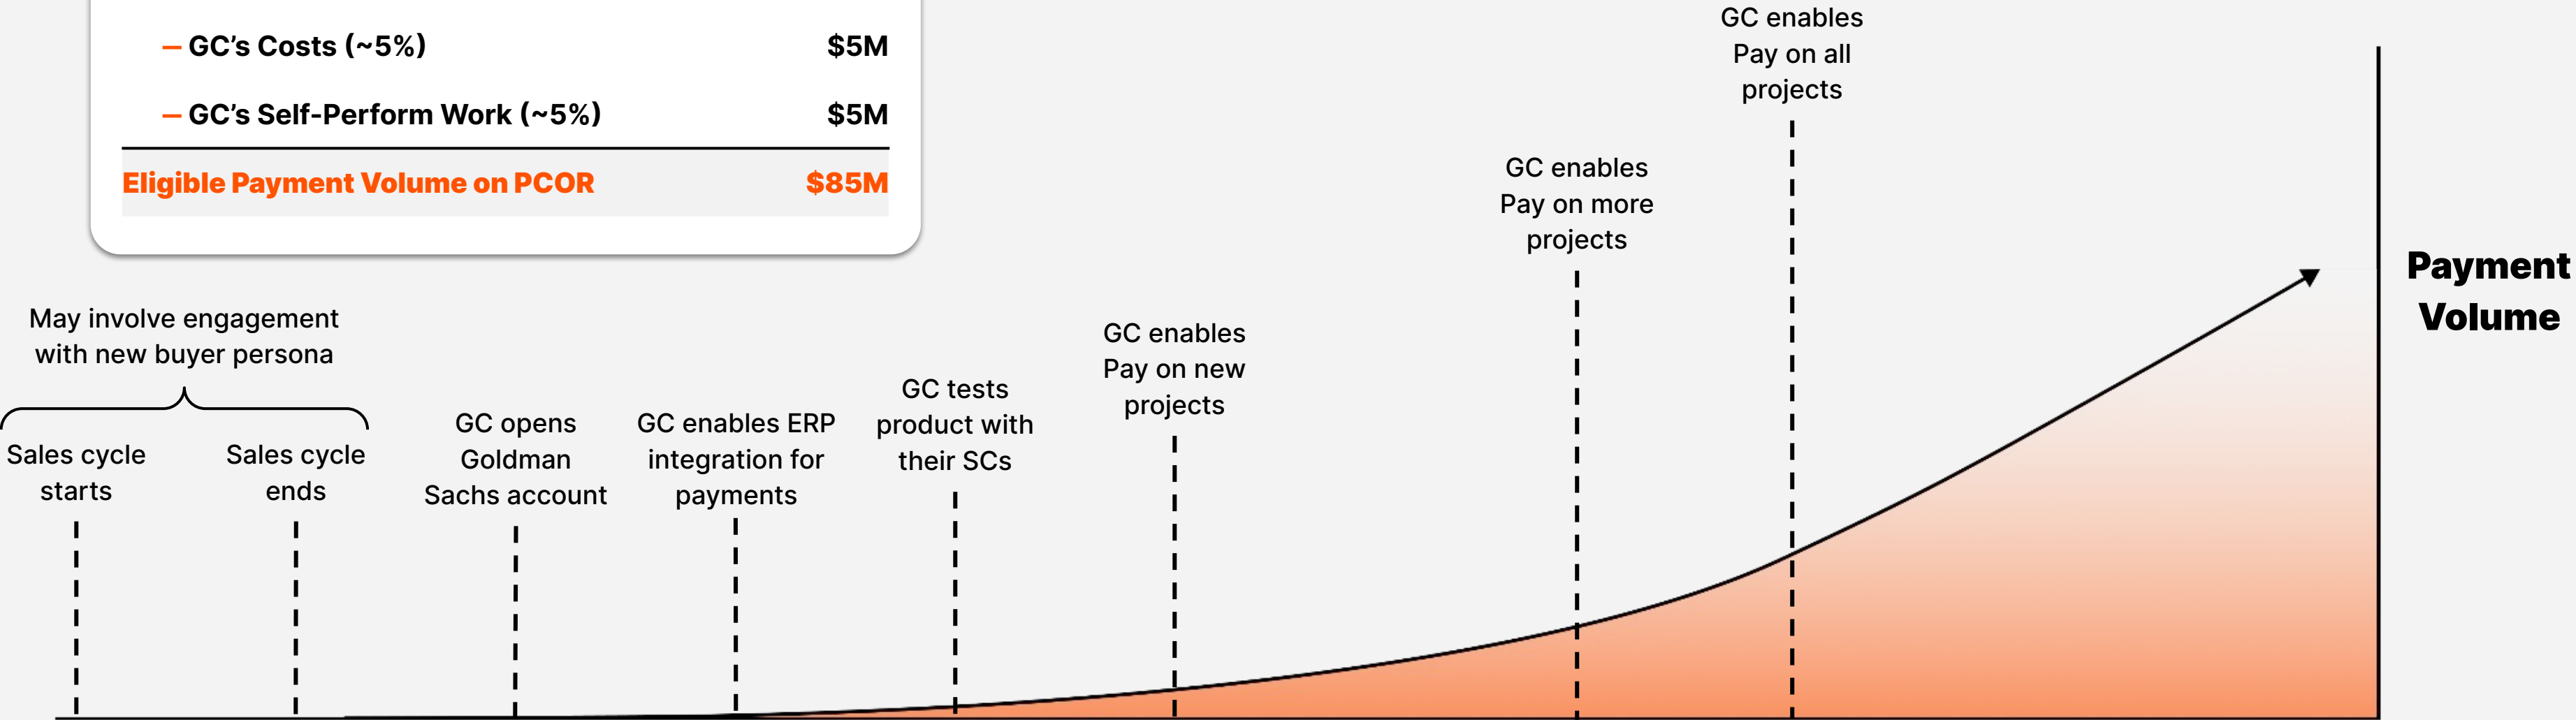 – GC’s Costs (~5%) $5M
– GC’s Self-Perform Work (~5%) $5M
Eligible Payment Volume on PCOR $85M
May involve engagement
with new buyer persona
Sales cycle
starts
Sales cycle
ends
GC opens
Goldman
Sachs account
GC enables ERP
integration for
payments
GC tests
product with
their SCs
GC enables
Pay on new
projects
GC enables
Pay on more
projects
GC enables
Pay on all
projects
Payment
Volume